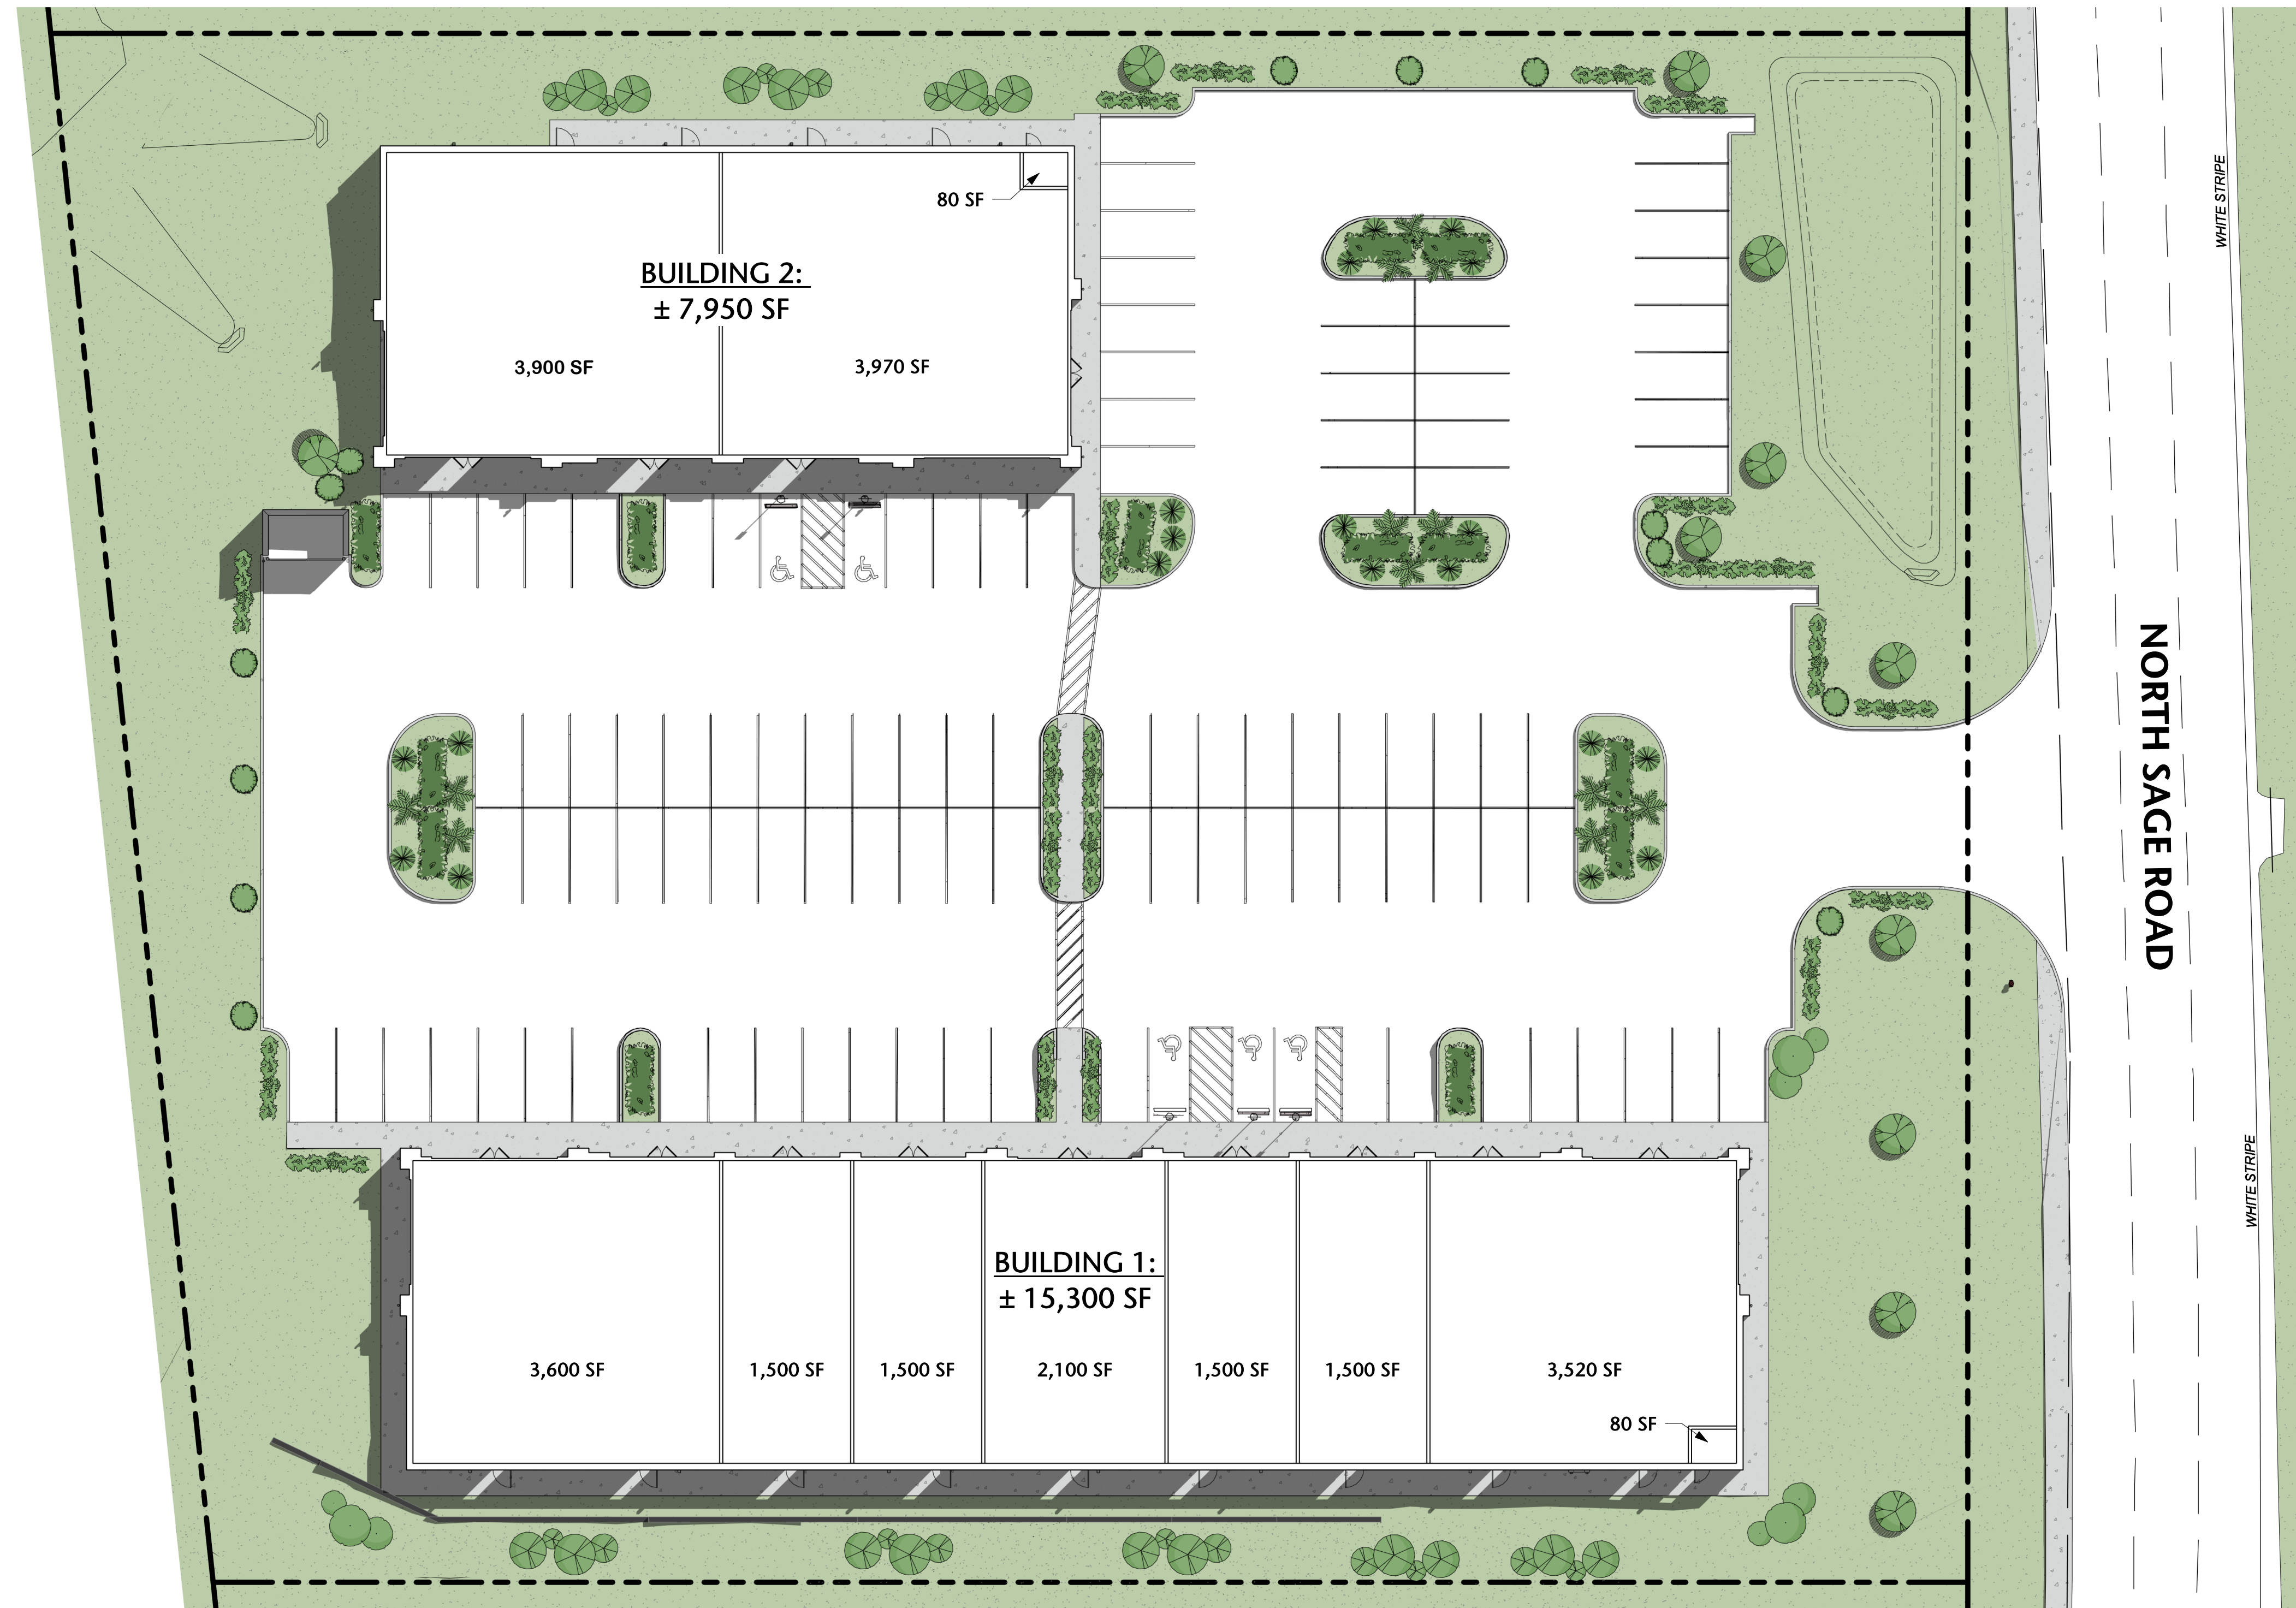 80 SF
BUILDING 2:
± 7,950 SF
3,900 SF
3,970 SF
WHITE STRIPE
NORTH SAGE ROAD
WHITE STRIPE
BUILDING 1:
± 15,300 SF
3,600 SF
1,500 SF
1,500 SF
2,100 SF
1,500 SF
1,500 SF
3,520 SF
80 SF